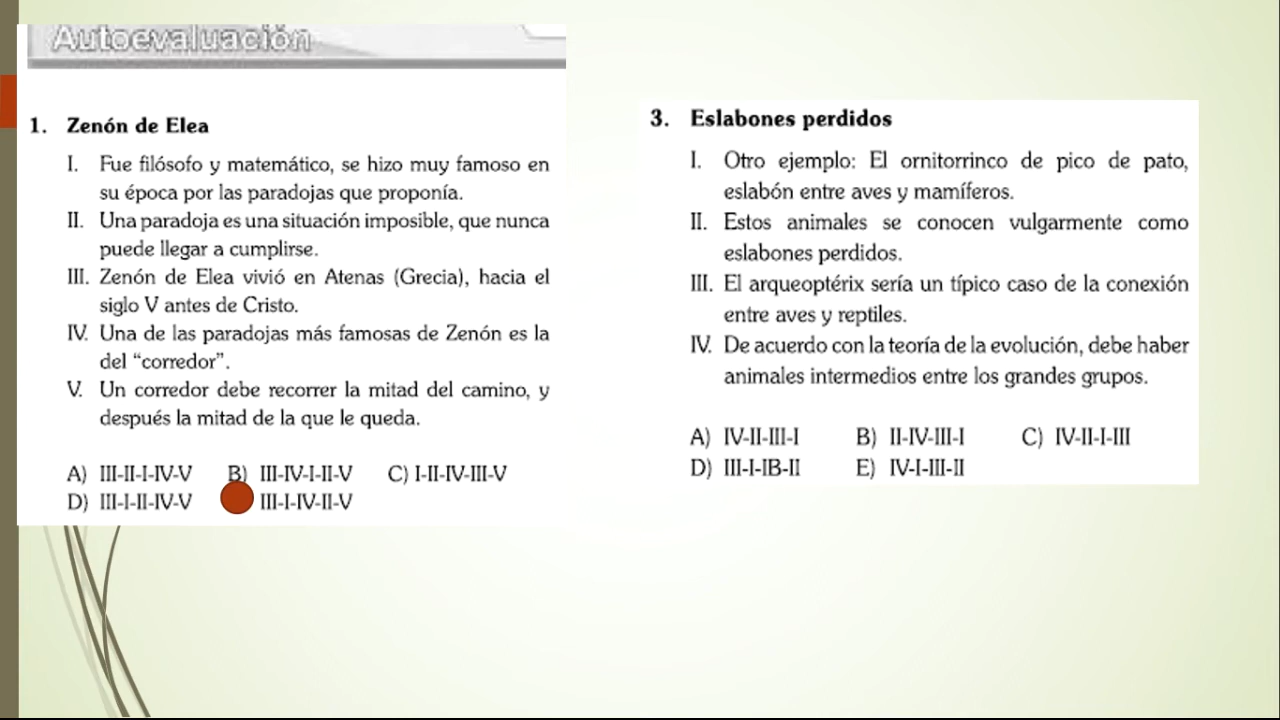 Autoevaluación
1. Zenón de Elea
I. Fue filósofo y matemático, se hizo muy famoso en
su época por las paradojas que proponía.
II. Una paradoja es una situación imposible, que nunca
puede llegar a cumplirse.
III. Zenón de Elea vivió en Atenas (Grecia), hacia el
siglo V antes de Cristo.
IV. Una de las paradojas más famosas de Zenón es la
del “corredor”.
V. Un corredor debe recorrer la mitad del camino, y
después la mitad de la que le queda.
A) III-II-I-IV-V B) III-IV-I-II-V C) I-II-IV-III-V
D) III-I-II-IV-V III-I-IV-II-V
3. Eslabones perdidos
I. Otro ejemplo: El ornitorrinco de pico de pato,
eslabón entre aves y mamíferos.
II. Estos animales se conocen vulgarmente como
eslabones perdidos.
III. El arqueoptérix sería un típico caso de la conexión
entre aves y reptiles.
IV. De acuerdo con la teoría de la evolución, debe haber
animales intermedios entre los grandes grupos.
A) IV-II-III-I B) II-IV-III-I C) IV-II-I-III
D) III-I-IB-II E) IV-I-III-II